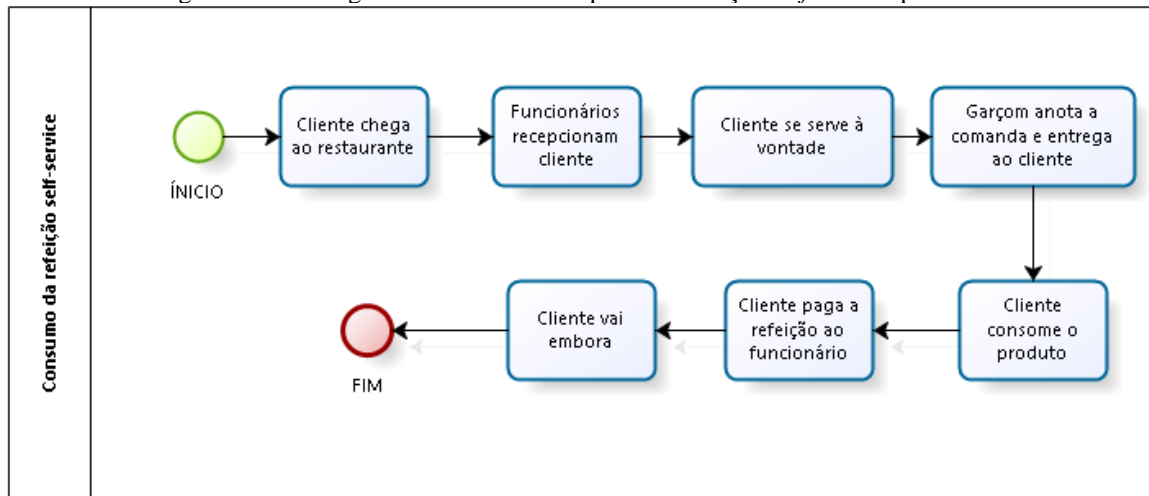 Consumo da refeição self-service
ÍNICIO
Cliente chega
ao restaurante
Funcionários
recepcionam
cliente
Cliente se serve à
vontade
Garçom anota a
comanda e entrega
ao cliente
Cliente
consome o
produto
Cliente paga a
refeição ao
funcionário
Cliente vai
embora
FIM